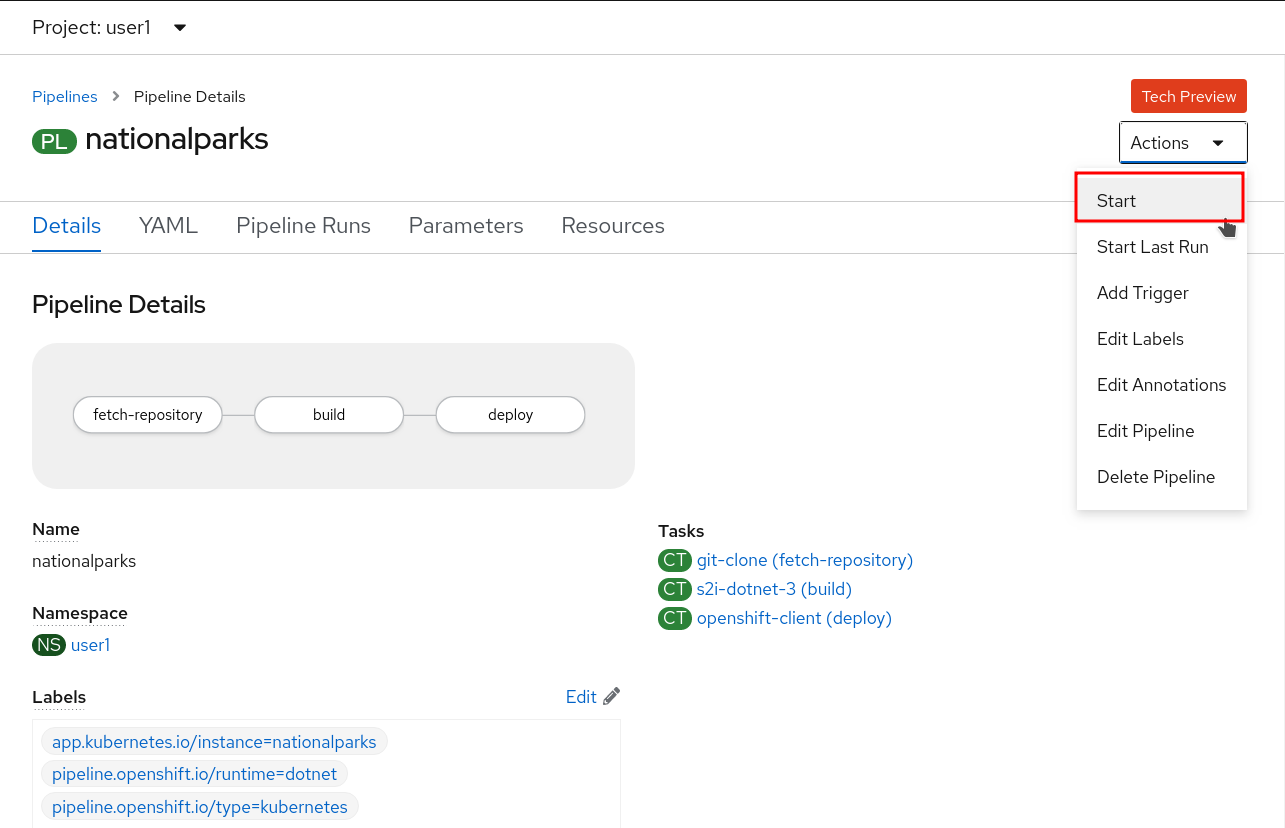 Project: user1
Pipelines > Pipeline Details
Tech Preview
PL nationalparks
Actions
Start
Start Last Run
Add Trigger
Edit Labels
Edit Annotations
Edit Pipeline
Delete Pipeline
Details YAML Pipeline Runs Parameters Resources
Pipeline Details
fetch-repository build deploy
Name
nationalparks
Namespace
NS user1
Labels Edit
app.kubernetes.io/instance=nationalparks
pipeline.openshift.io/runtime=dotnet
pipeline.openshift.io/type=kubernetes
Tasks
CT git-clone (fetch-repository)
CT s2i-dotnet-3 (build)
CT openshift-client (deploy)